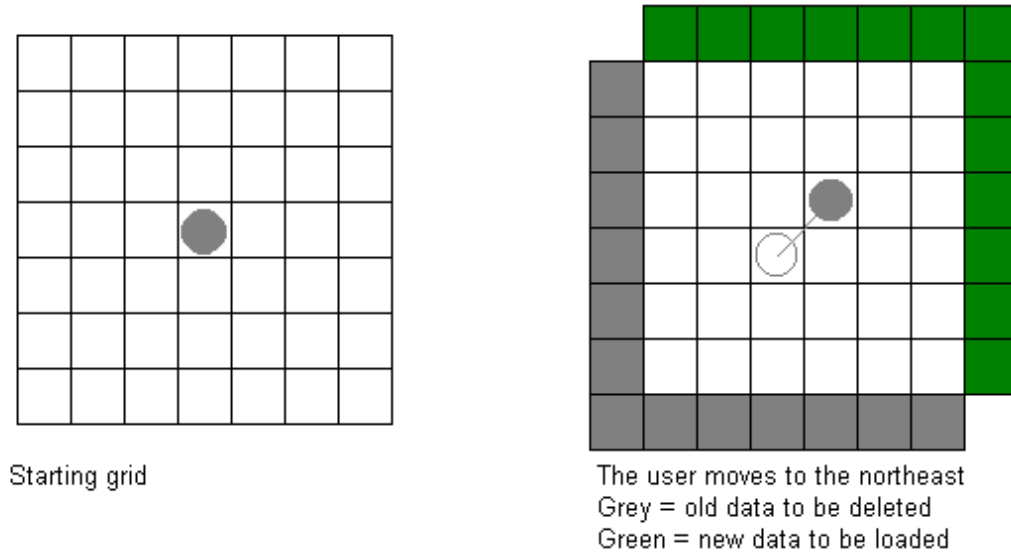 Starting grid
The user moves to the northeast
Grey = old data to be deleted
Green = new data to be loaded